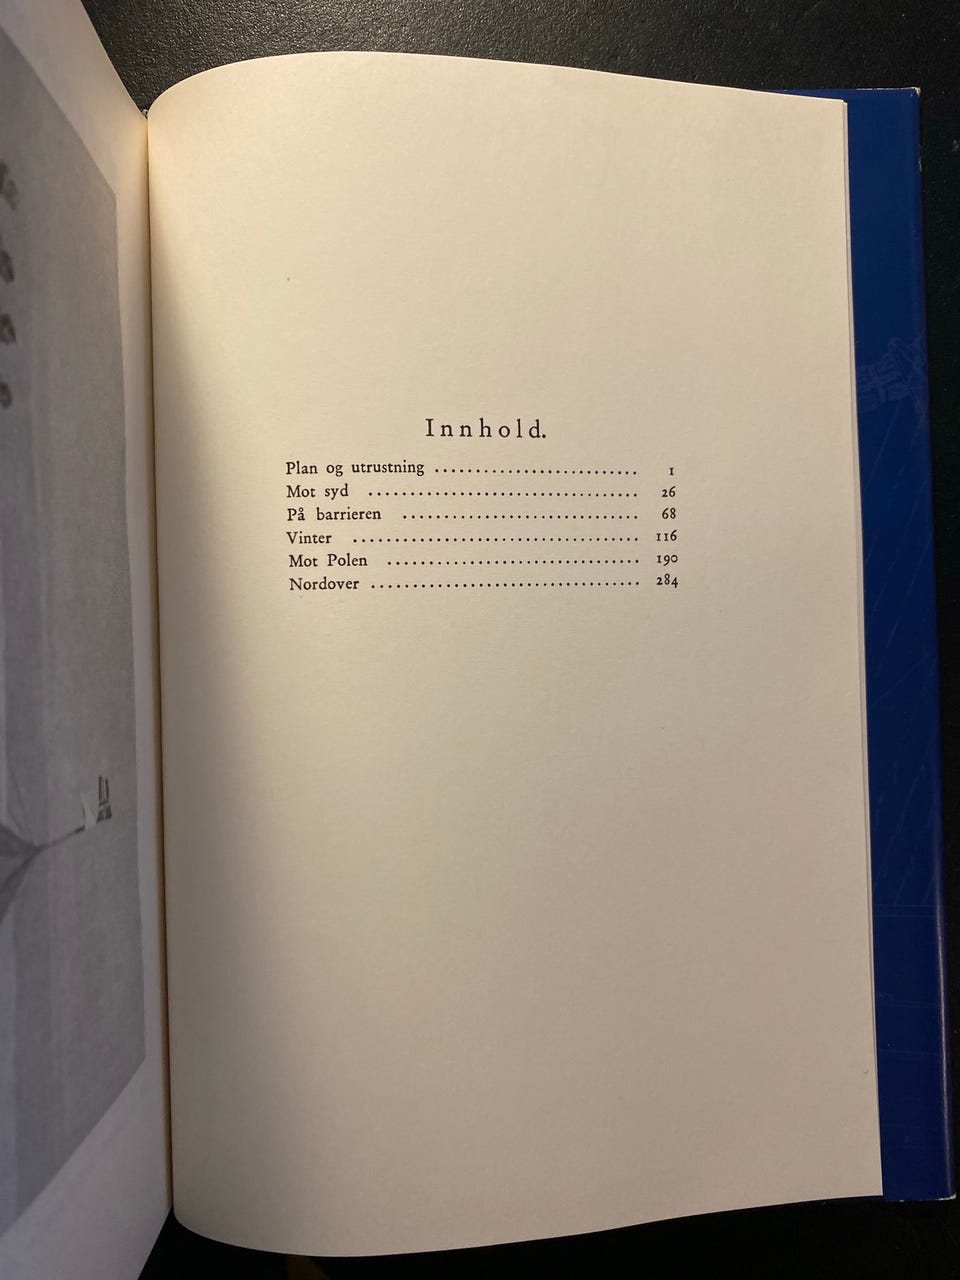 Innhold.
Plan og utrustning ......................... 1
Mot syd ................................. 26
På barrieren ............................. 68
Vinter ................................... 116
Mot Polen ............................... 190
Nordover ................................. 284